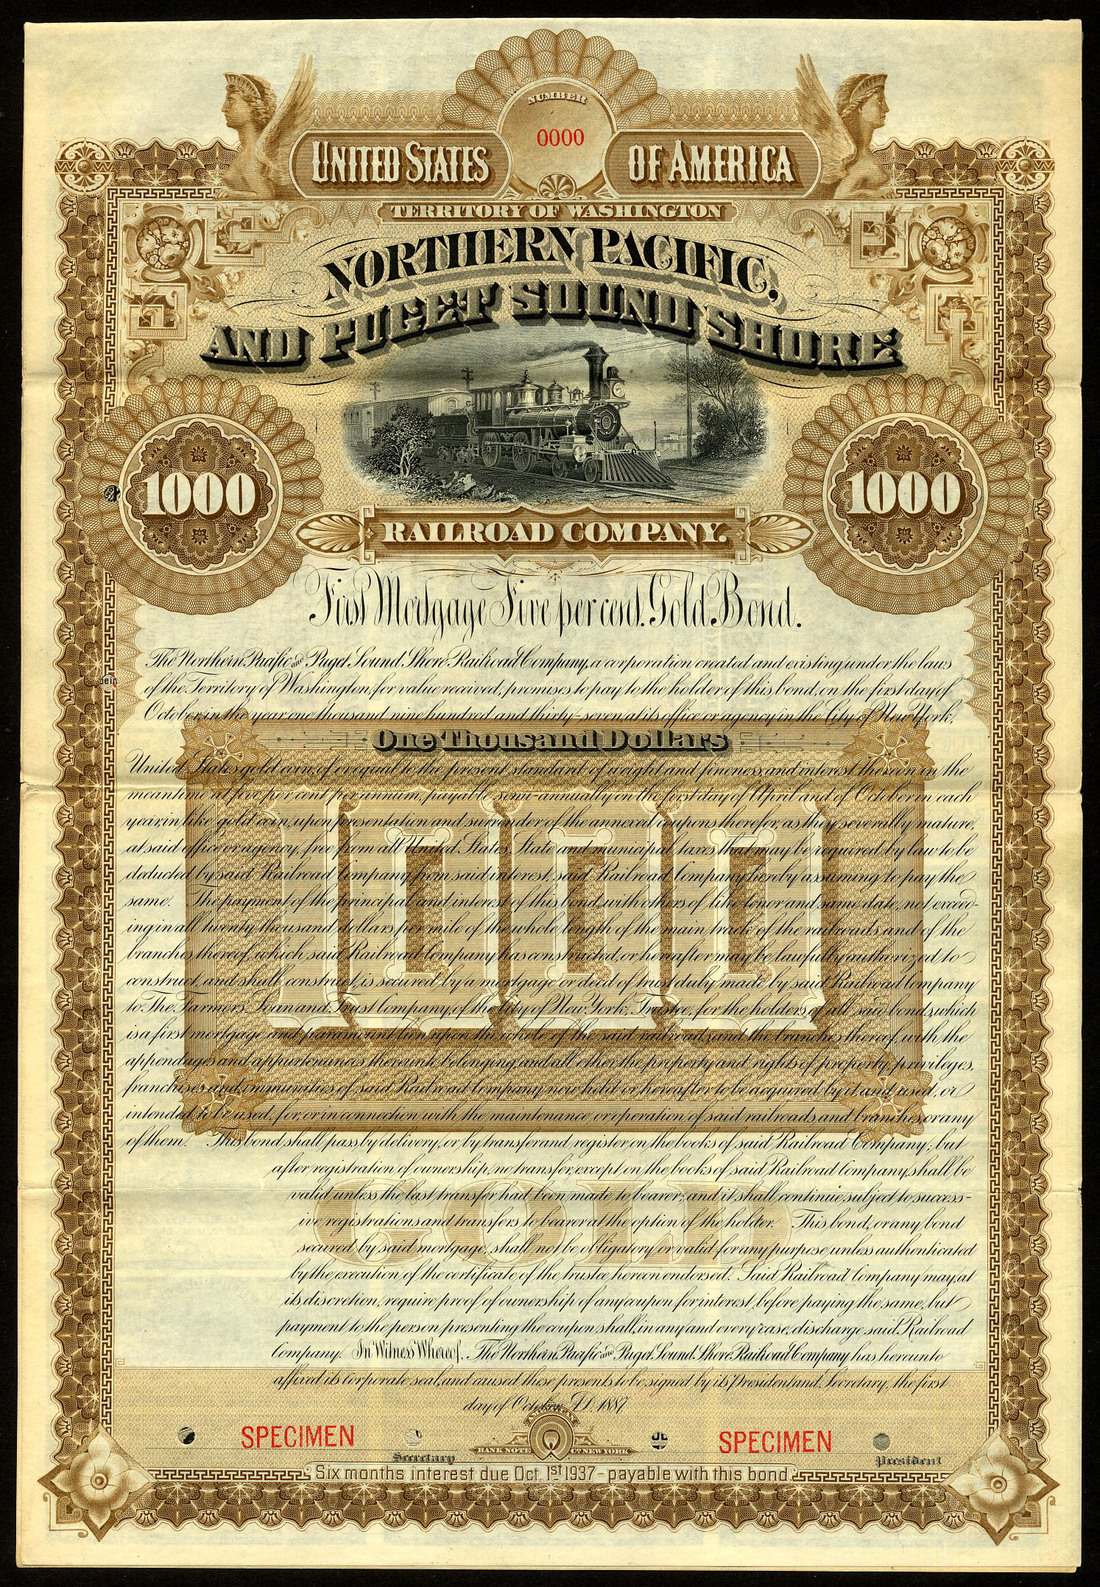 NUMBER
0000
UNITED STATES OF AMERICA
TERRITORY OF WASHINGTON
NORTHERN PACIFIC,
AND PUGET SOUND SHORE
1000 1000
RAILROAD COMPANY.
First Mortgage Five per cent. Gold Bond.
The Northern Pacific and Puget Sound Shore Railroad Company, a corporation created and existing under the laws
of the Territory of Washington, for value received, promises to pay to the holder of this bond, on the first day of
October, in the year one thousand nine hundred and thirty-seven at its office or agency in the City of New York,
One Thousand Dollars
United States gold coin, of or equal to the present standard of weight and fineness, and interest thereon in the
meantime at five per cent per annum, payable semi-annually on the first day of April and of October in each
year, in like gold coin, upon presentation and surrender of the annexed coupons therefor, as they severally mature,
at said office or agency, free from all United States, State and municipal taxes that may be required by law to be
deducted by said Railroad Company from said interest, said Railroad Company hereby assuming to pay the
same. The payment of the principal and interest of this bond, with others of like tenor and same date, not exceed-
ing in all twenty thousand dollars per mile of the whole length of the main track of the railroads and of the
branches thereof, which said Railroad Company has constructed, or hereafter may be lawfully authorized to
construct, and shall construct, is secured by a mortgage or deed of trust duly made by said Railroad Company
to The Farmers' Loan and Trust Company, of the City of New York, Trustee, for the holders of all said bonds, which
is a first mortgage and paramount lien upon the whole of the said railroads, and the branches thereof, with the
appendages and appurtenances thereunto belonging, and all other the property and rights of property, privileges,
franchises and immunities of said Railroad Company now held or hereafter to be acquired by it, and used, or
intended to be used, for, or in connection with the maintenance or operation of said railroads and branches, or any
of them. This bond shall pass by delivery, or by transfer and register on the books of said Railroad Company, but
after registration of ownership, no transfer, except on the books of said Railroad Company, shall be
valid unless the last transfer had been made to bearer, and it shall continue subject to success-
ive registrations and transfers to bearer at the option of the holder. This bond, or any bond
secured by said mortgage, shall not be obligatory or valid for any purpose unless authenticated
by the execution of the certificate of the trustee hereon endorsed. Said Railroad Company may, at
its discretion, require proof of ownership of any coupon for interest, before paying the same, but
payment to the person presenting the coupon shall, in any and every case, discharge said Railroad
Company. In Witness Whereof, The Northern Pacific and Puget Sound Shore Railroad Company has hereunto
affixed its corporate seal, and caused these presents to be signed by its President and Secretary, the first
day of October, A.D. 1887.
1000
GOLD
SPECIMEN SPECIMEN
Secretary BANK NOTE Co NEW YORK President
Six months interest due Oct. 1st 1937 - payable with this bond.